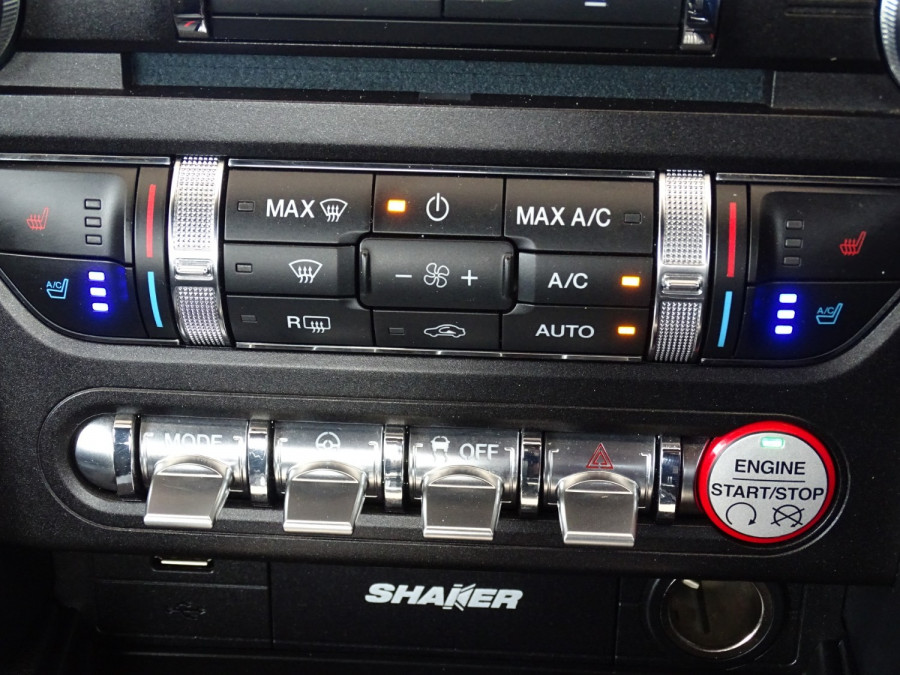 MAX
MAX A/C
A/C
- +
A/C
A/C
R
AUTO
MODE
OFF
ENGINE
START/STOP
SHAKER